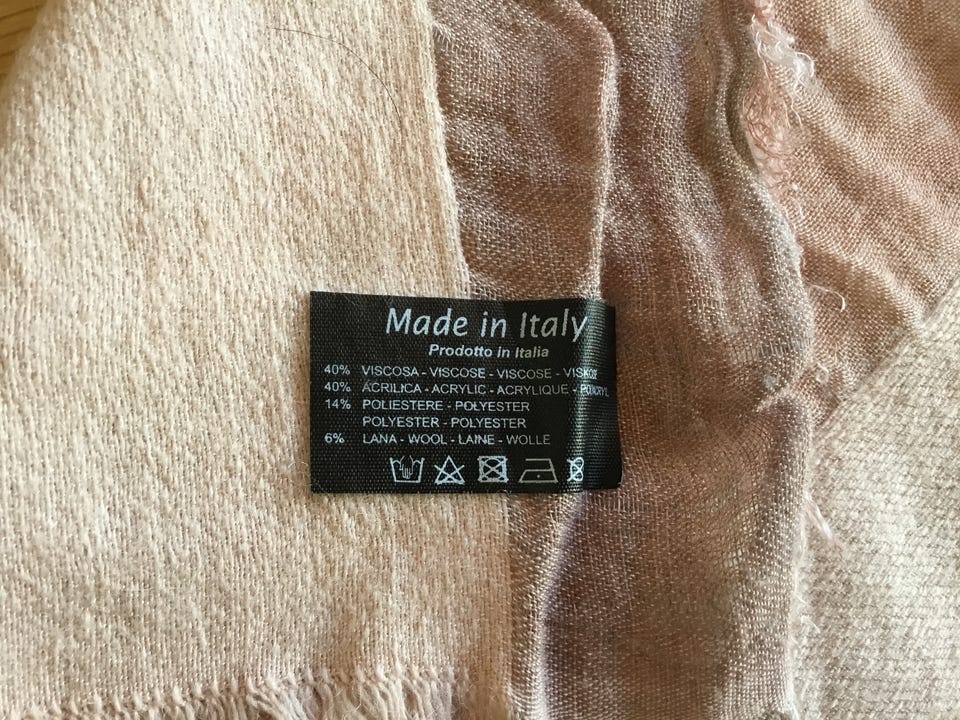 Made in Italy
Prodotto in Italia
40% VISCOSA - VISCOSE - VISCOSE - VISKOSE
40% ACRILICA - ACRYLIC - ACRYLIQUE - POLIACRYL
14% POLIESTERE - POLYESTER
POLYESTER - POLYESTER
6% LANA - WOOL - LAINE - WOLLE